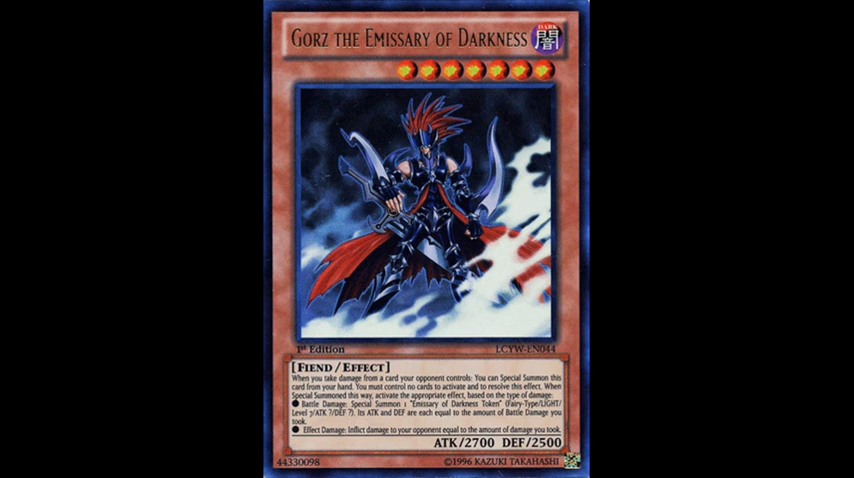 GORZ THE EMISSARY OF DARKNESS
DARK
闇
1st Edition
LCYW-EN044
[FIEND/EFFECT]
When you take damage from a card your opponent controls: You can Special Summon this
card from your hand. You must control no cards to activate and to resolve this effect. When
Special Summoned this way, activate the appropriate effect, based on the type of damage:
● Battle Damage: Special Summon 1 "Emissary of Darkness Token" (Fairy-Type/LIGHT/
Level 7/ATK ?/DEF ?). Its ATK and DEF are each equal to the amount of Battle Damage you
took.
● Effect Damage: Inflict damage to your opponent equal to the amount of damage you took.
ATK/2700 DEF/2500
44330098
©1996 KAZUKI TAKAHASHI